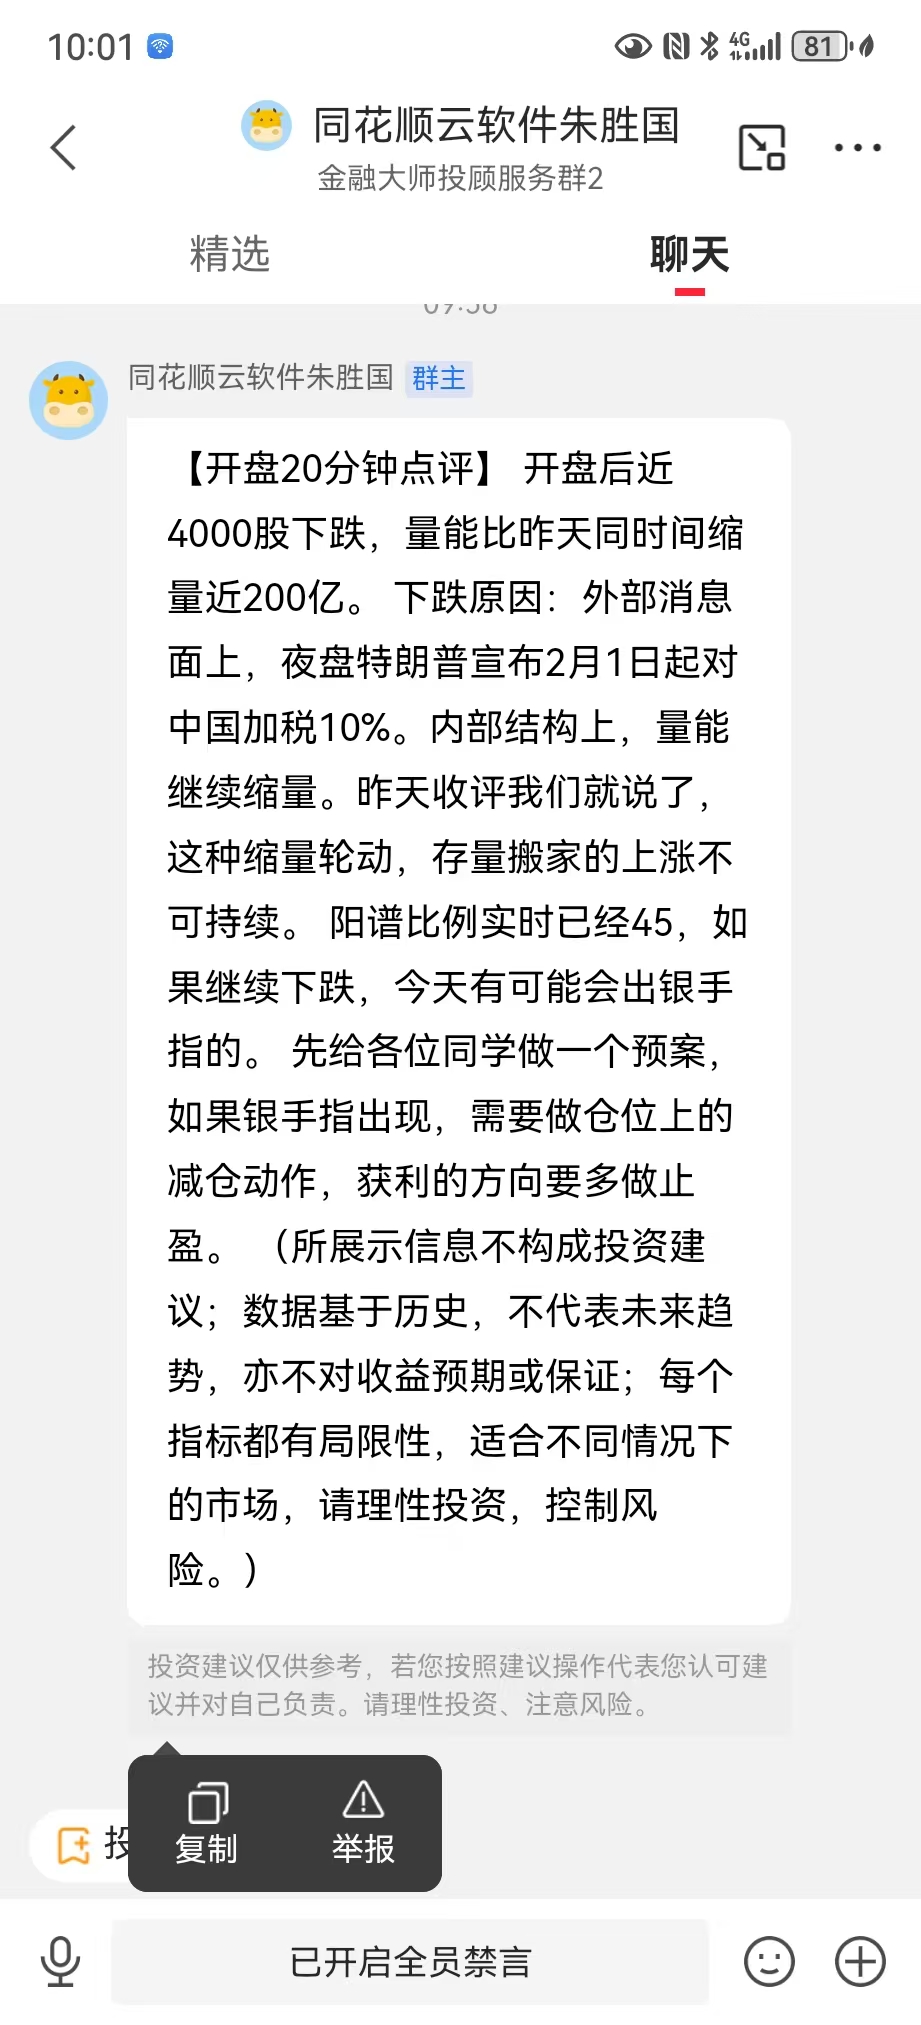 10:01
4G
81
同花顺云软件朱胜国
金融大师投顾服务群2
精选
聊天
同花顺云软件朱胜国 群主
【开盘20分钟点评】 开盘后近
4000股下跌，量能比昨天同时间缩
量近200亿。 下跌原因：外部消息
面上，夜盘特朗普宣布2月1日起对
中国加税10%。内部结构上，量能
继续缩量。昨天收评我们就说了，
这种缩量轮动，存量搬家的上涨不
可持续。 阳谱比例实时已经45，如
果继续下跌，今天有可能会出银手
指的。 先给各位同学做一个预案，
如果银手指出现，需要做仓位上的
减仓动作，获利的方向要多做止
盈。 （所展示信息不构成投资建
议；数据基于历史，不代表未来趋
势，亦不对收益预期或保证；每个
指标都有局限性，适合不同情况下
的市场，请理性投资，控制风
险。）
投资建议仅供参考，若您按照建议操作代表您认可建
议并对自己负责。请理性投资、注意风险。
投
复制
举报
已开启全员禁言